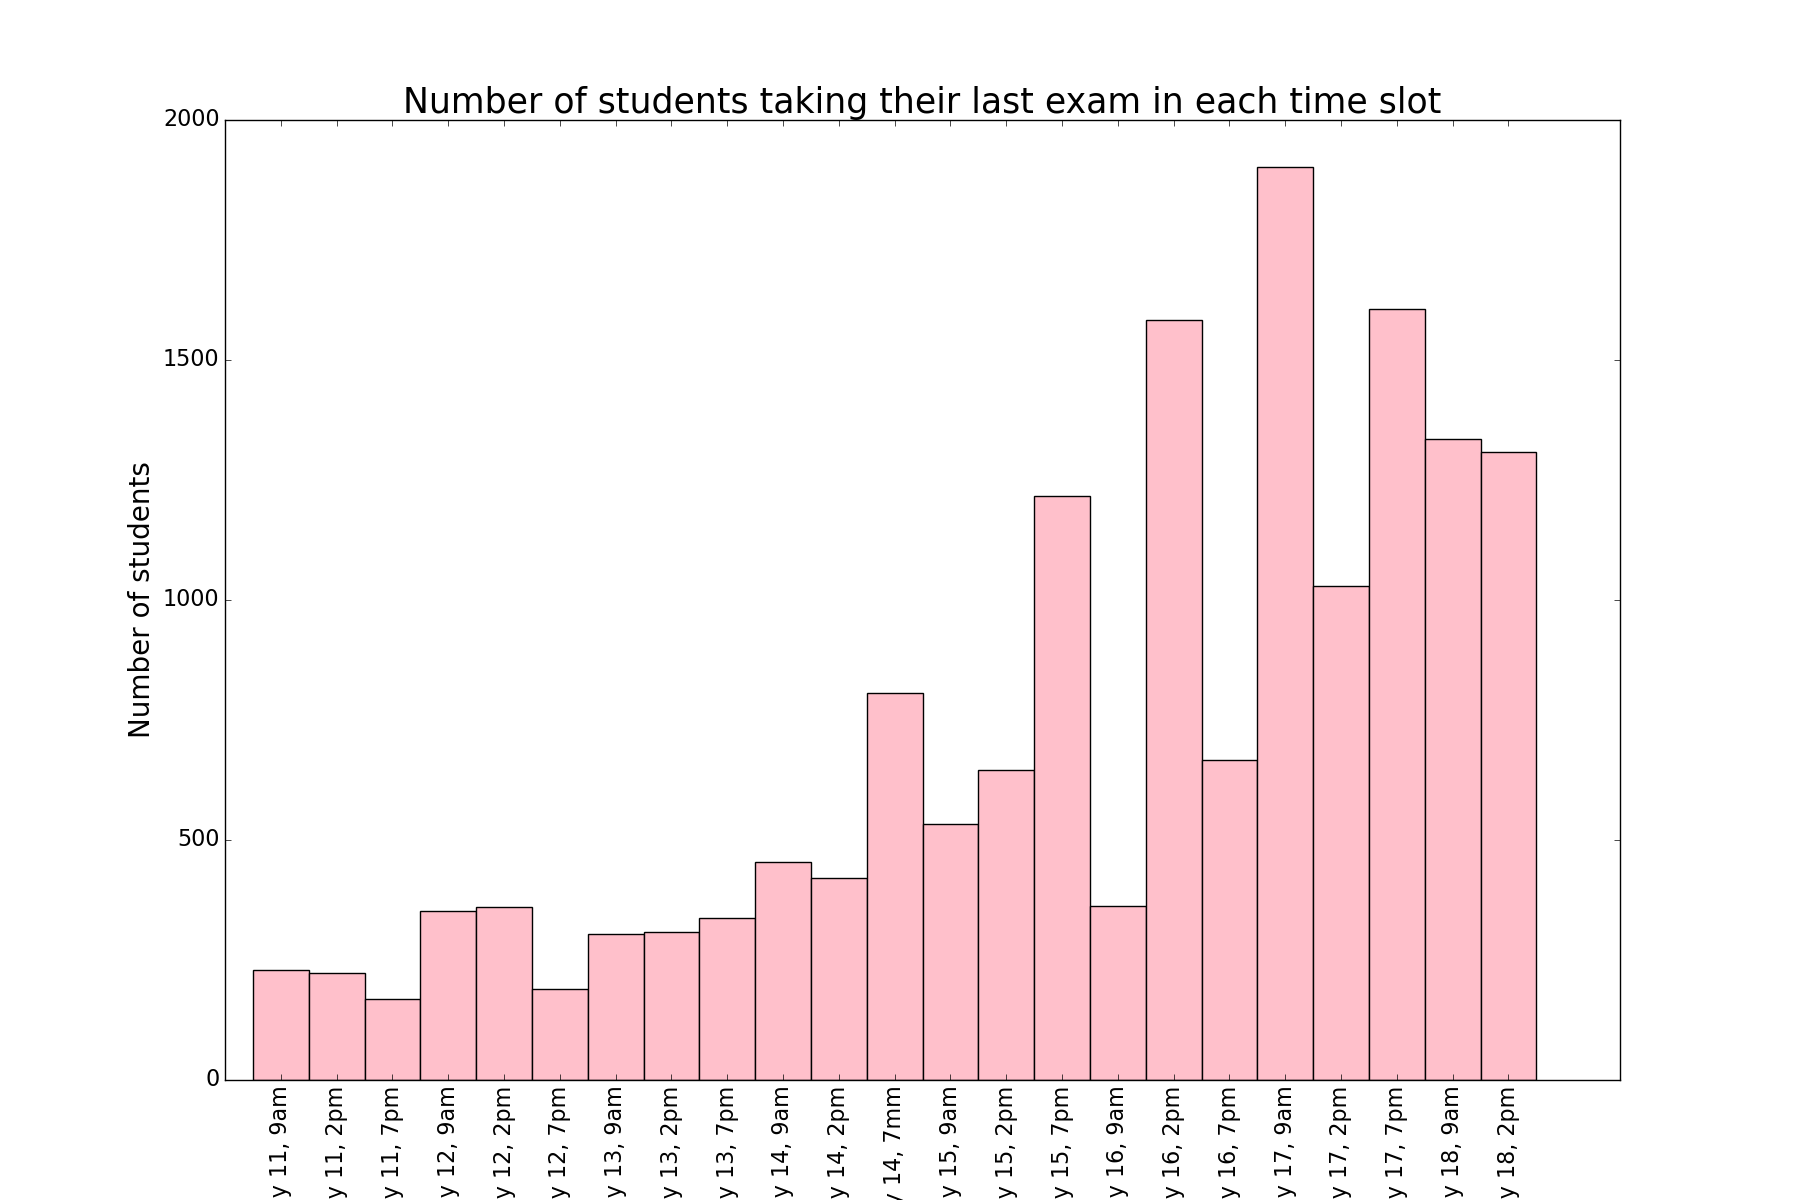 Number of students taking their last exam in each time slot
Number of students
2000
1500
1000
500
0
y 11, 9am
y 11, 2pm
y 11, 7pm
y 12, 9am
y 12, 2pm
y 12, 7pm
y 13, 9am
y 13, 2pm
y 13, 7pm
y 14, 9am
y 14, 2pm
y 14, 7mm
y 15, 9am
y 15, 2pm
y 15, 7pm
y 16, 9am
y 16, 2pm
y 16, 7pm
y 17, 9am
y 17, 2pm
y 17, 7pm
y 18, 9am
y 18, 2pm